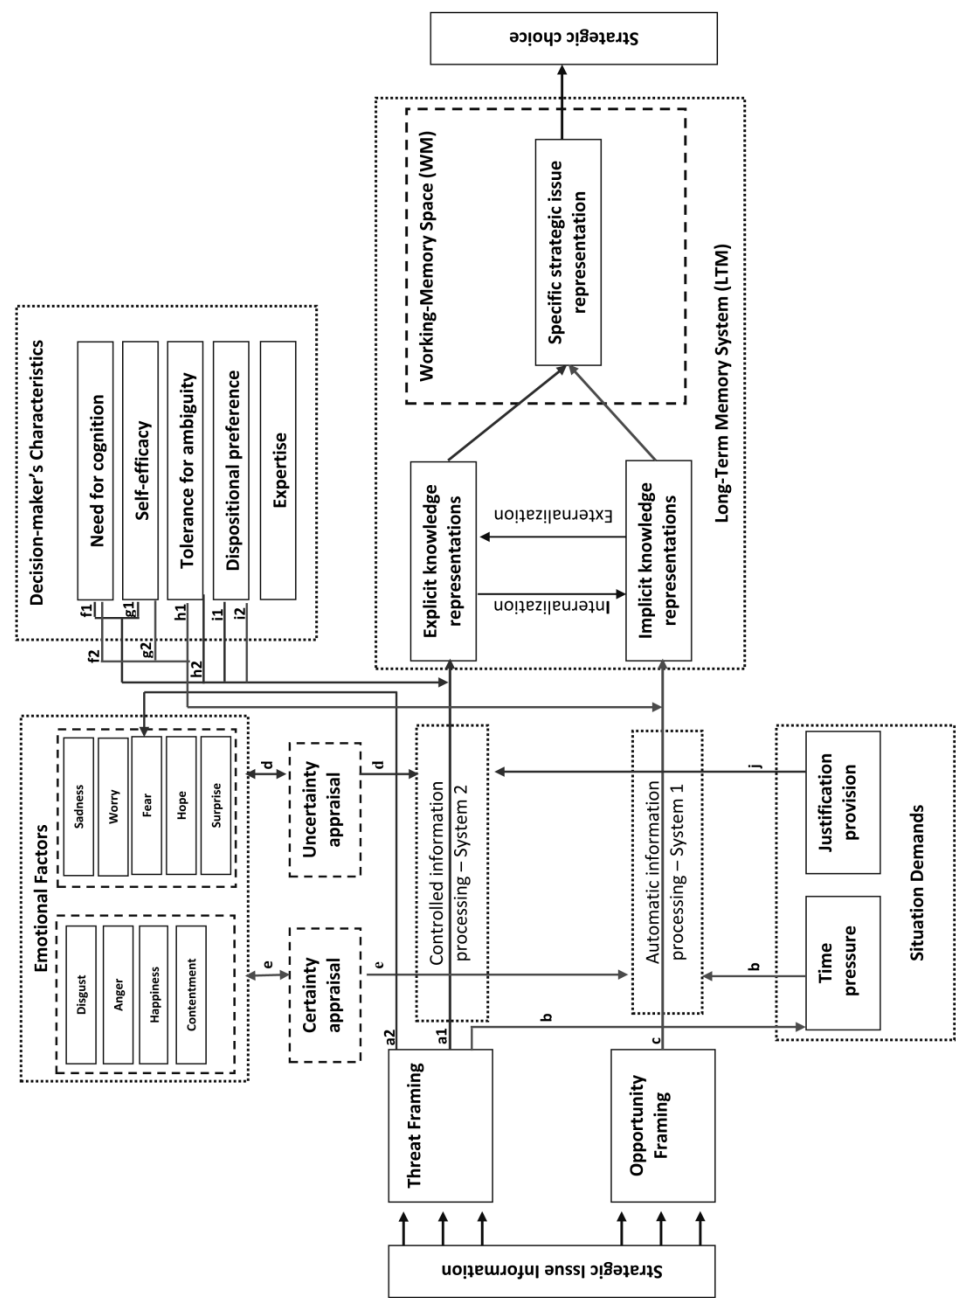 Strategic Issue Information
Threat Framing
Opportunity
Framing
a2
a1
b
c
Emotional Factors
Disgust
Anger
Happiness
Contentment
Sadness
Worry
Fear
Hope
Surprise
e
d
Certainty
appraisal
Uncertainty
appraisal
e
d
Controlled information
processing – System 2
Automatic information
processing – System 1
b
j
Time
pressure
Justification
provision
Situation Demands
Decision-maker's Characteristics
Need for
cognition
Self-efficacy
Tolerance for
ambiguity
Dispositional
preference
Expertise
f1
f2
g1
g2
h1
h2
i1
i2
Explicit knowledge
representations
Internalization
Externalization
Implicit knowledge
representations
Working-Memory Space (WM)
Specific strategic issue
representation
Long-Term Memory System (LTM)
Strategic choice